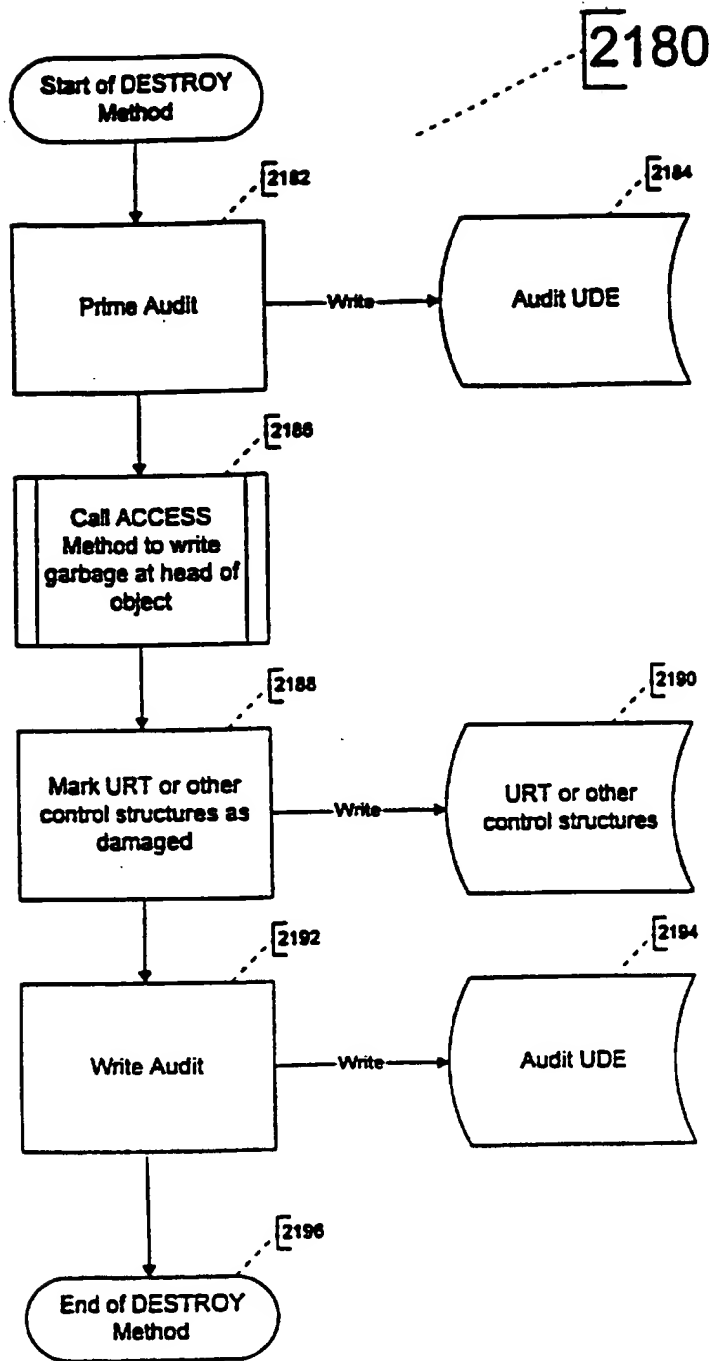 2180
Start of DESTROY
Method
2182
2184
Prime Audit
Write
Audit UDE
2186
Call ACCESS
Method to write
garbage at head of
object
2188
2190
Mark URT or other
control structures as
damaged
Write
URT or other
control structures
2192
2194
Write Audit
Write
Audit UDE
2196
End of DESTROY
Method